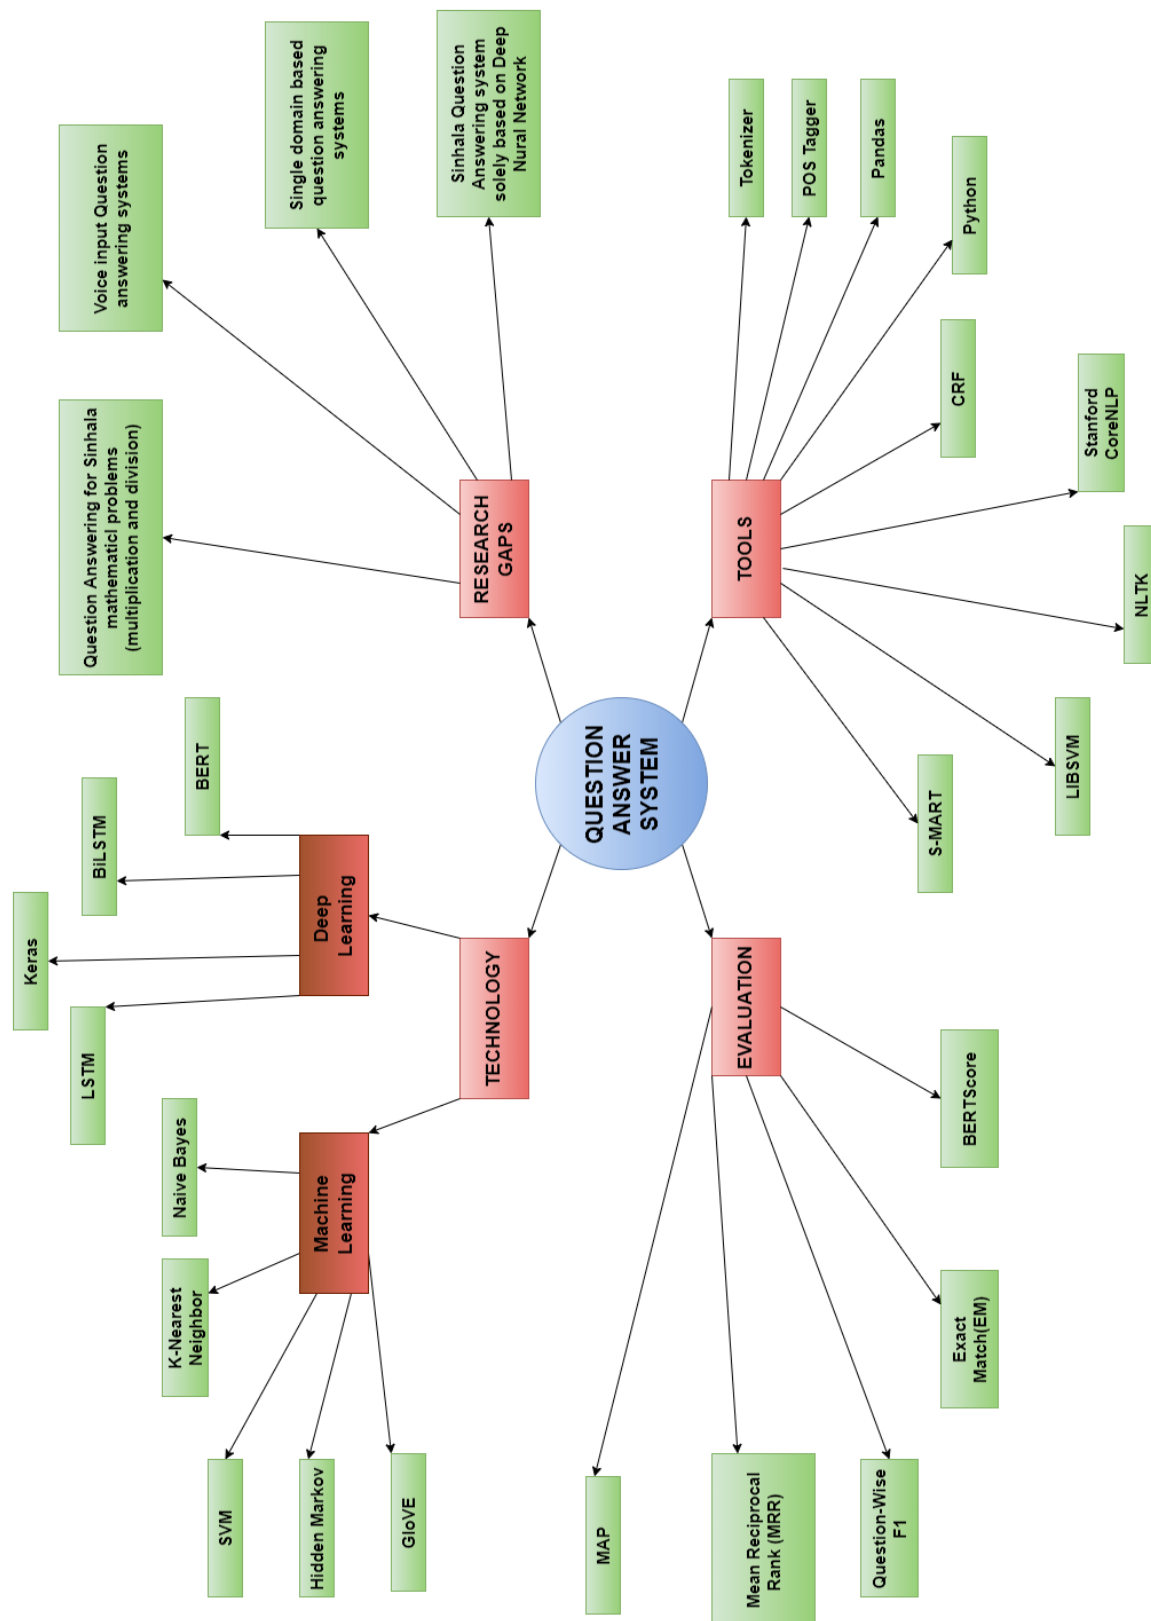 QUESTION
ANSWER
SYSTEM
TECHNOLOGY
Machine
Learning
SVM
Hidden Markov
GloVE
K-Nearest
Neighbor
Naive Bayes
Deep
Learning
LSTM
Keras
BiLSTM
BERT
RESEARCH
GAPS
Question Answering for Sinhala
mathematicl problems
(multiplication and division)
Voice input Question
answering systems
Single domain based
question answering
systems
Sinhala Question
Answering system
solely based on Deep
Nural Network
EVALUATION
MAP
Mean Reciprocal
Rank (MRR)
Question-Wise
F1
Exact
Match(EM)
BERTScore
TOOLS
Tokenizer
POS Tagger
Pandas
Python
CRF
Stanford
CoreNLP
NLTK
LIBSVM
S-MART